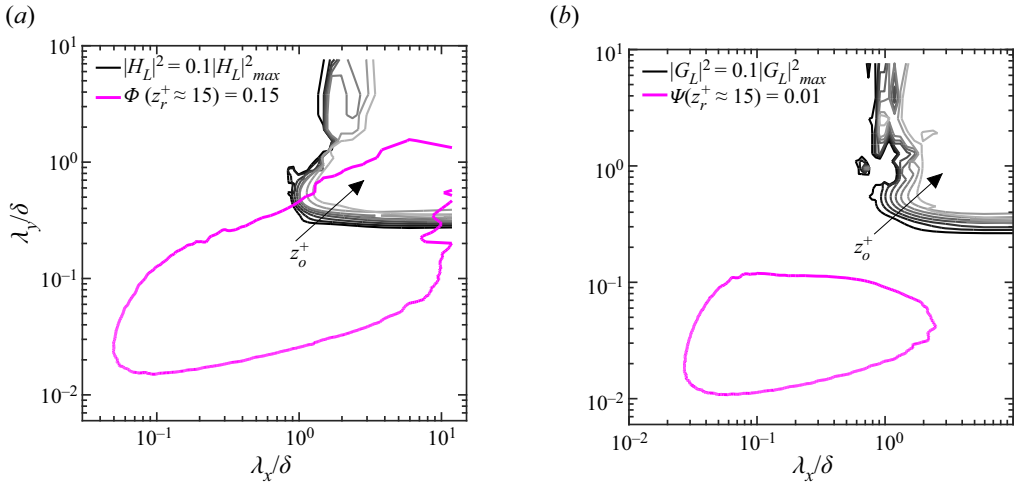 (a)
(b)
10¹
|H_L|² = 0.1|H_L|²_max
Φ (z_r⁺ ≈ 15) = 0.15
10⁰
λ_y/δ
z_o⁺
10⁻¹
10⁻²
10⁻¹ 10⁰ 10¹
λ_x/δ
10¹
|G_L|² = 0.1|G_L|²_max
Ψ(z_r⁺ ≈ 15) = 0.01
10⁰
z_o⁺
10⁻¹
10⁻²
10⁻² 10⁻¹ 10⁰
λ_x/δ